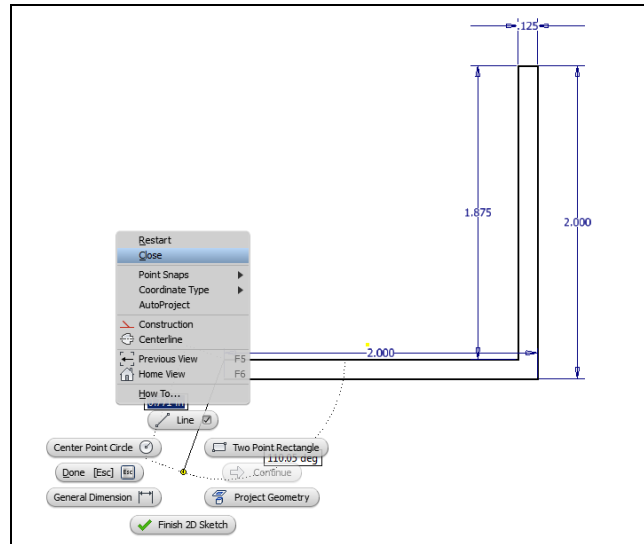 .125
1.875
2.000
Restart
Close
Point Snaps
Coordinate Type
AutoProject
Construction
Centerline
Previous View F5
Home View F6
How To...
2.000
Line
Center Point Circle
Two Point Rectangle
110.05 deg
Done [Esc] Esc
Continue
General Dimension
Project Geometry
Finish 2D Sketch